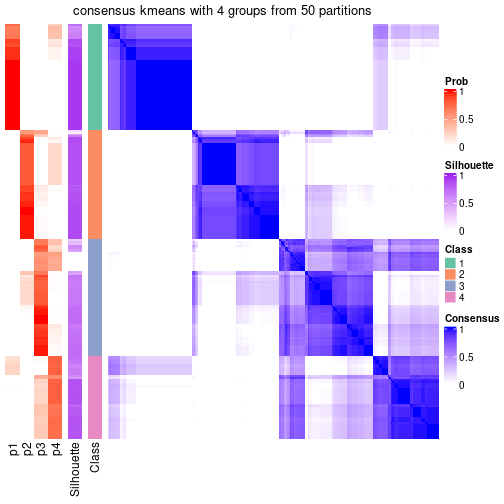 consensus kmeans with 4 groups from 50 partitions
Prob
1
0.5
0
Silhouette
1
0.5
0
Class
1
2
3
4
Consensus
1
0.5
0
p1
p2
p3
p4
Silhouette
Class